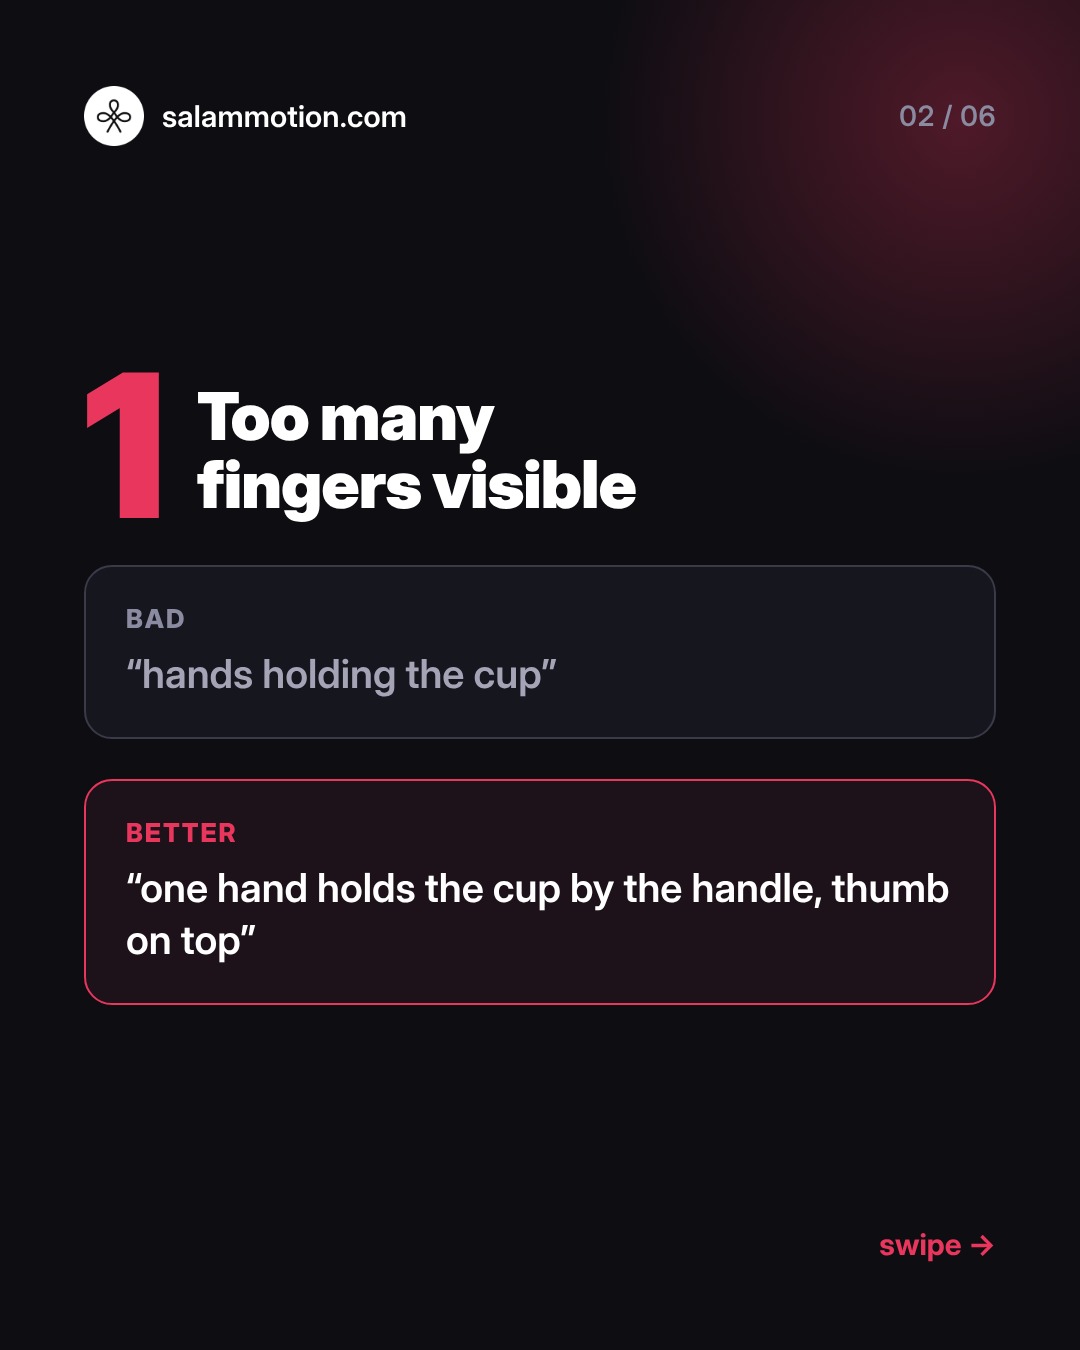 salammotion.com
02 / 06
1
Too many
fingers visible
BAD
“hands holding the cup”
BETTER
“one hand holds the cup by the handle, thumb
on top”
swipe →